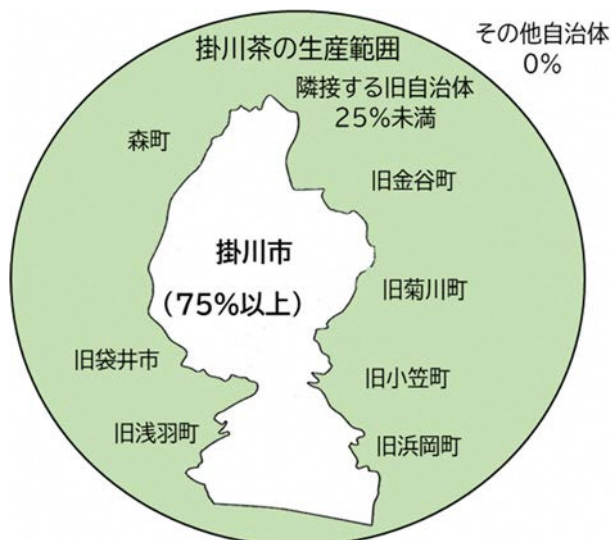 その他自治体
0%
掛川茶の生産範囲
隣接する旧自治体
25%未満
森町
旧金谷町
掛川市
(75%以上)
旧菊川町
旧袋井市
旧小笠町
旧浅羽町
旧浜岡町